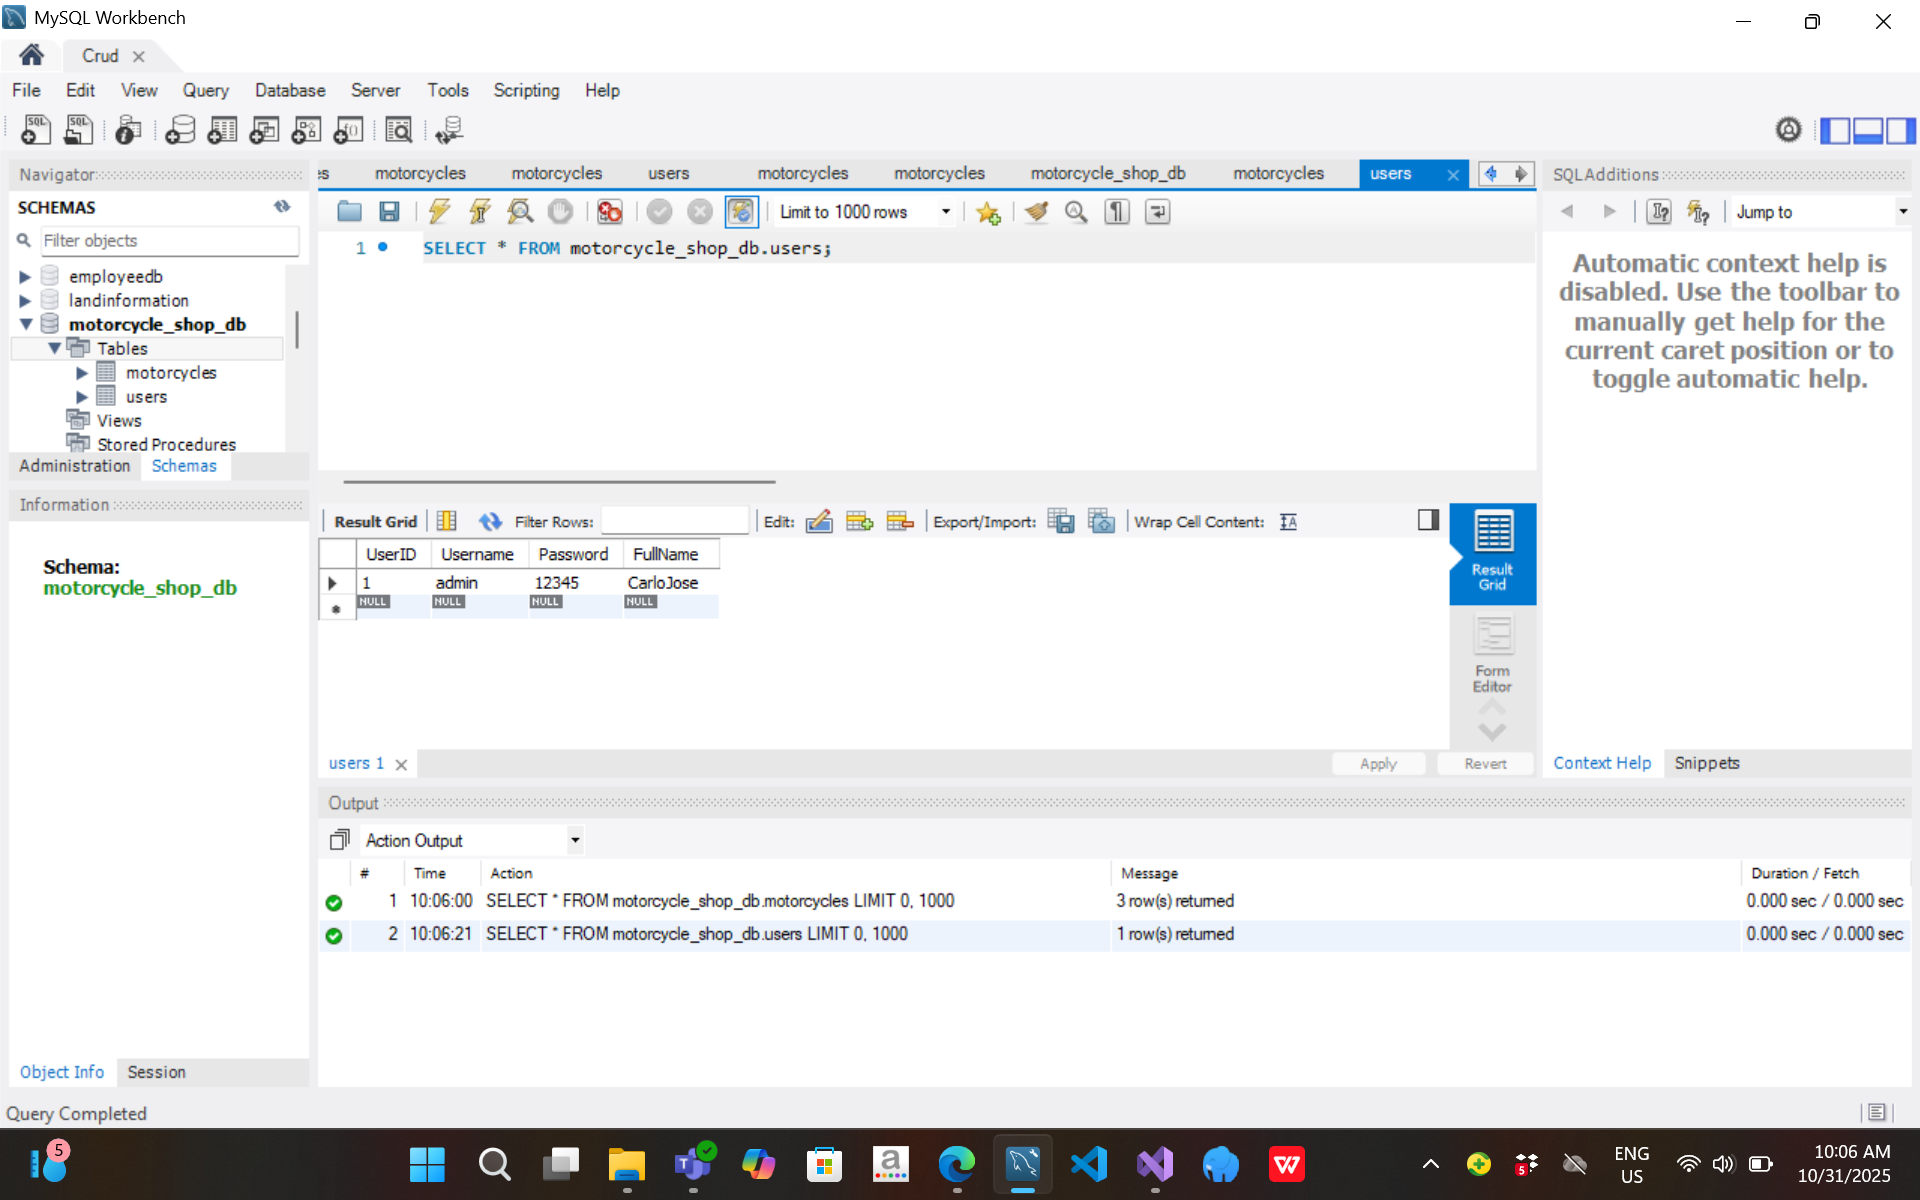 MySQL Workbench
Crud
File Edit View Query Database Server Tools Scripting Help
SQL SQL
Navigator
SCHEMAS
Filter objects
employeedb
landinformation
motorcycle_shop_db
Tables
motorcycles
users
Views
Stored Procedures
Administration Schemas
Information
Schema:
motorcycle_shop_db
Object Info Session
es motorcycles motorcycles users motorcycles motorcycles motorcycle_shop_db motorcycles users
Limit to 1000 rows
1 SELECT * FROM motorcycle_shop_db.users;
Result Grid Filter Rows: Edit: Export/Import: Wrap Cell Content: IA
UserID Username Password FullName
1 admin 12345 CarloJose
NULL NULL NULL NULL
Result
Grid
Form
Editor
users 1 Apply Revert
SQLAdditions
Jump to
Automatic context help is
disabled. Use the toolbar to
manually get help for the
current caret position or to
toggle automatic help.
Context Help Snippets
Output
Action Output
# Time Action Message Duration / Fetch
1 10:06:00 SELECT * FROM motorcycle_shop_db.motorcycles LIMIT 0, 1000 3 row(s) returned 0.000 sec / 0.000 sec
2 10:06:21 SELECT * FROM motorcycle_shop_db.users LIMIT 0, 1000 1 row(s) returned 0.000 sec / 0.000 sec
Query Completed
5
a
W
5
ENG
US
10:06 AM
10/31/2025